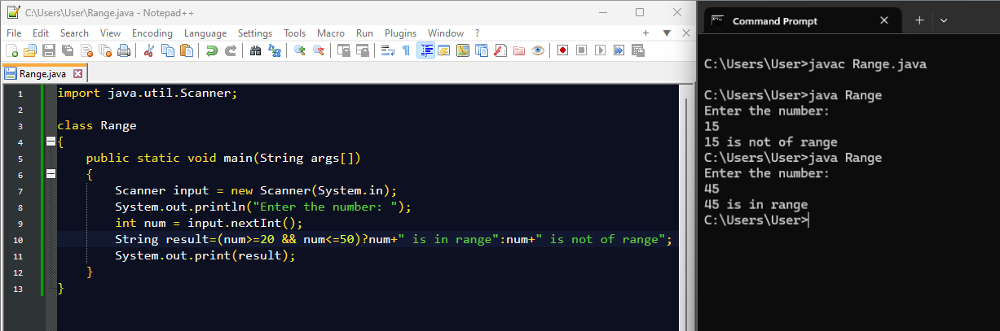 C:\Users\User\Range.java - Notepad++
File Edit Search View Encoding Language Settings Tools Macro Run Plugins Window ?
Range.java
1 import java.util.Scanner;
2
3 class Range
4 {
5 public static void main(String args[])
6 {
7 Scanner input = new Scanner(System.in);
8 System.out.println("Enter the number: ");
9 int num = input.nextInt();
10 String result=(num>=20 && num<=50)?num+" is in range":num+" is not of range";
11 System.out.print(result);
12 }
13 }
Command Prompt
C:\Users\User>javac Range.java
C:\Users\User>java Range
Enter the number:
15
15 is not of range
C:\Users\User>java Range
Enter the number:
45
45 is in range
C:\Users\User>